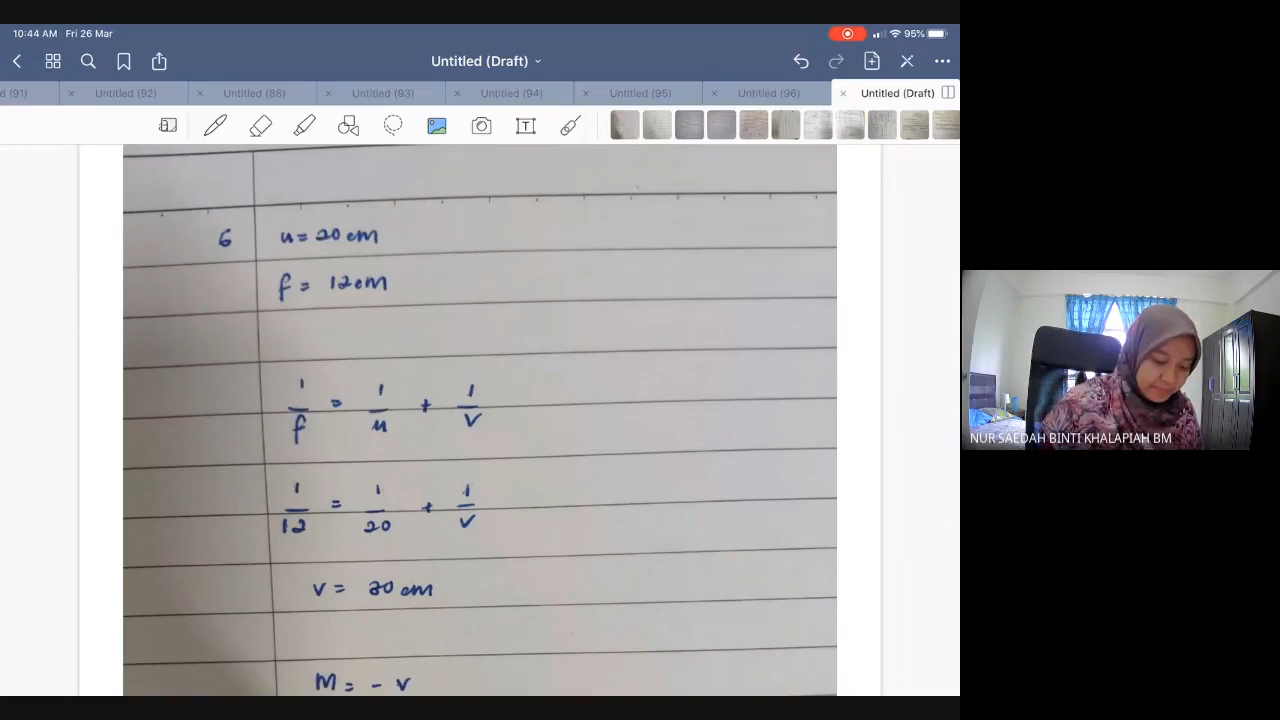 10:44 AM Fri 26 Mar
95%
Untitled (Draft)
d (91)
Untitled (92)
Untitled (88)
Untitled (93)
Untitled (94)
Untitled (95)
Untitled (96)
Untitled (Draft)
6 u = 20 cm
f = 12 cm
1/f = 1/u + 1/v
1/12 = 1/20 + 1/v
v = 30 cm
M = - v
NUR SAEDAH BINTI KHALAPIAH BM